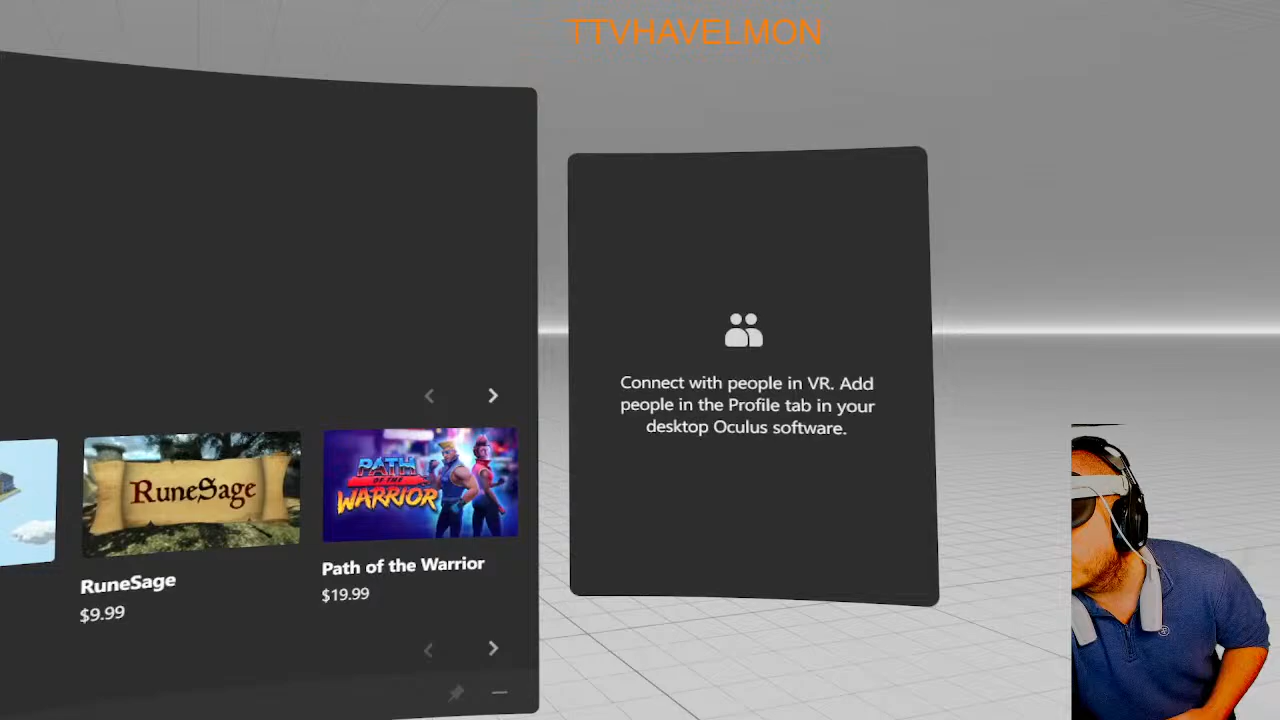 TTVHAVELMON
Connect with people in VR. Add
people in the Profile tab in your
desktop Oculus software.
RuneSage
PATH
OF THE
WARRIOR
RuneSage
$9.99
Path of the Warrior
$19.99